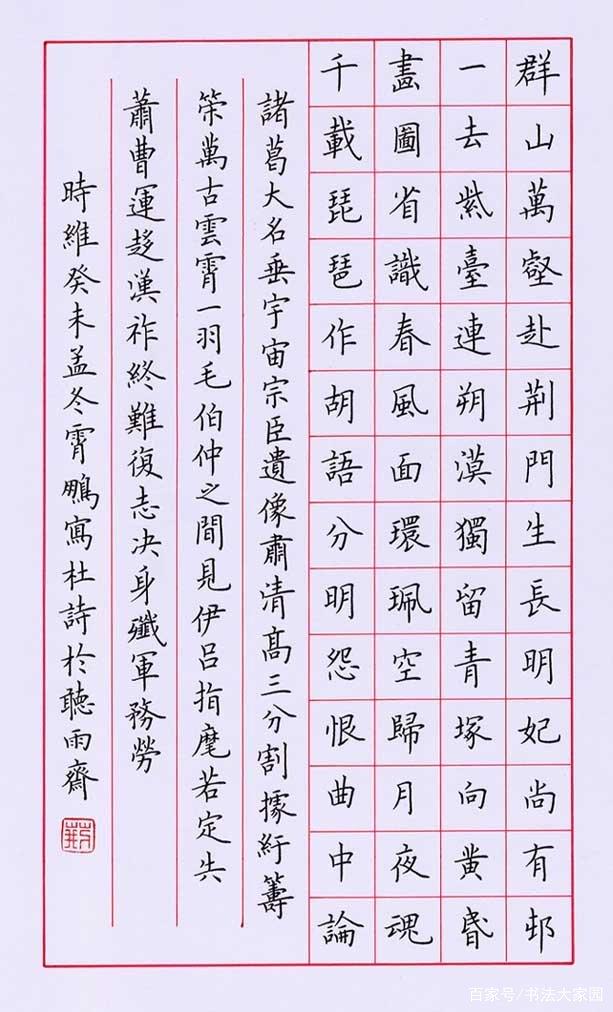 群山萬壑赴荆門生長明妃尚有邨
一去紫臺連朔漠獨留青塚向黄昬
畫圖省識春風面環珮空歸月夜魂
千載琵琶作胡語分明怨恨曲中論
諸葛大名垂宇宙宗臣遺像肅清髙三分割據紆籌
策萬古雲霄一羽毛伯仲之間見伊吕指麾若定失
蕭曹運趍漢祚終難復志决身殲軍務勞
時維癸未孟冬霄鵬寫杜詩於聽雨齋
百家号/书法大家园